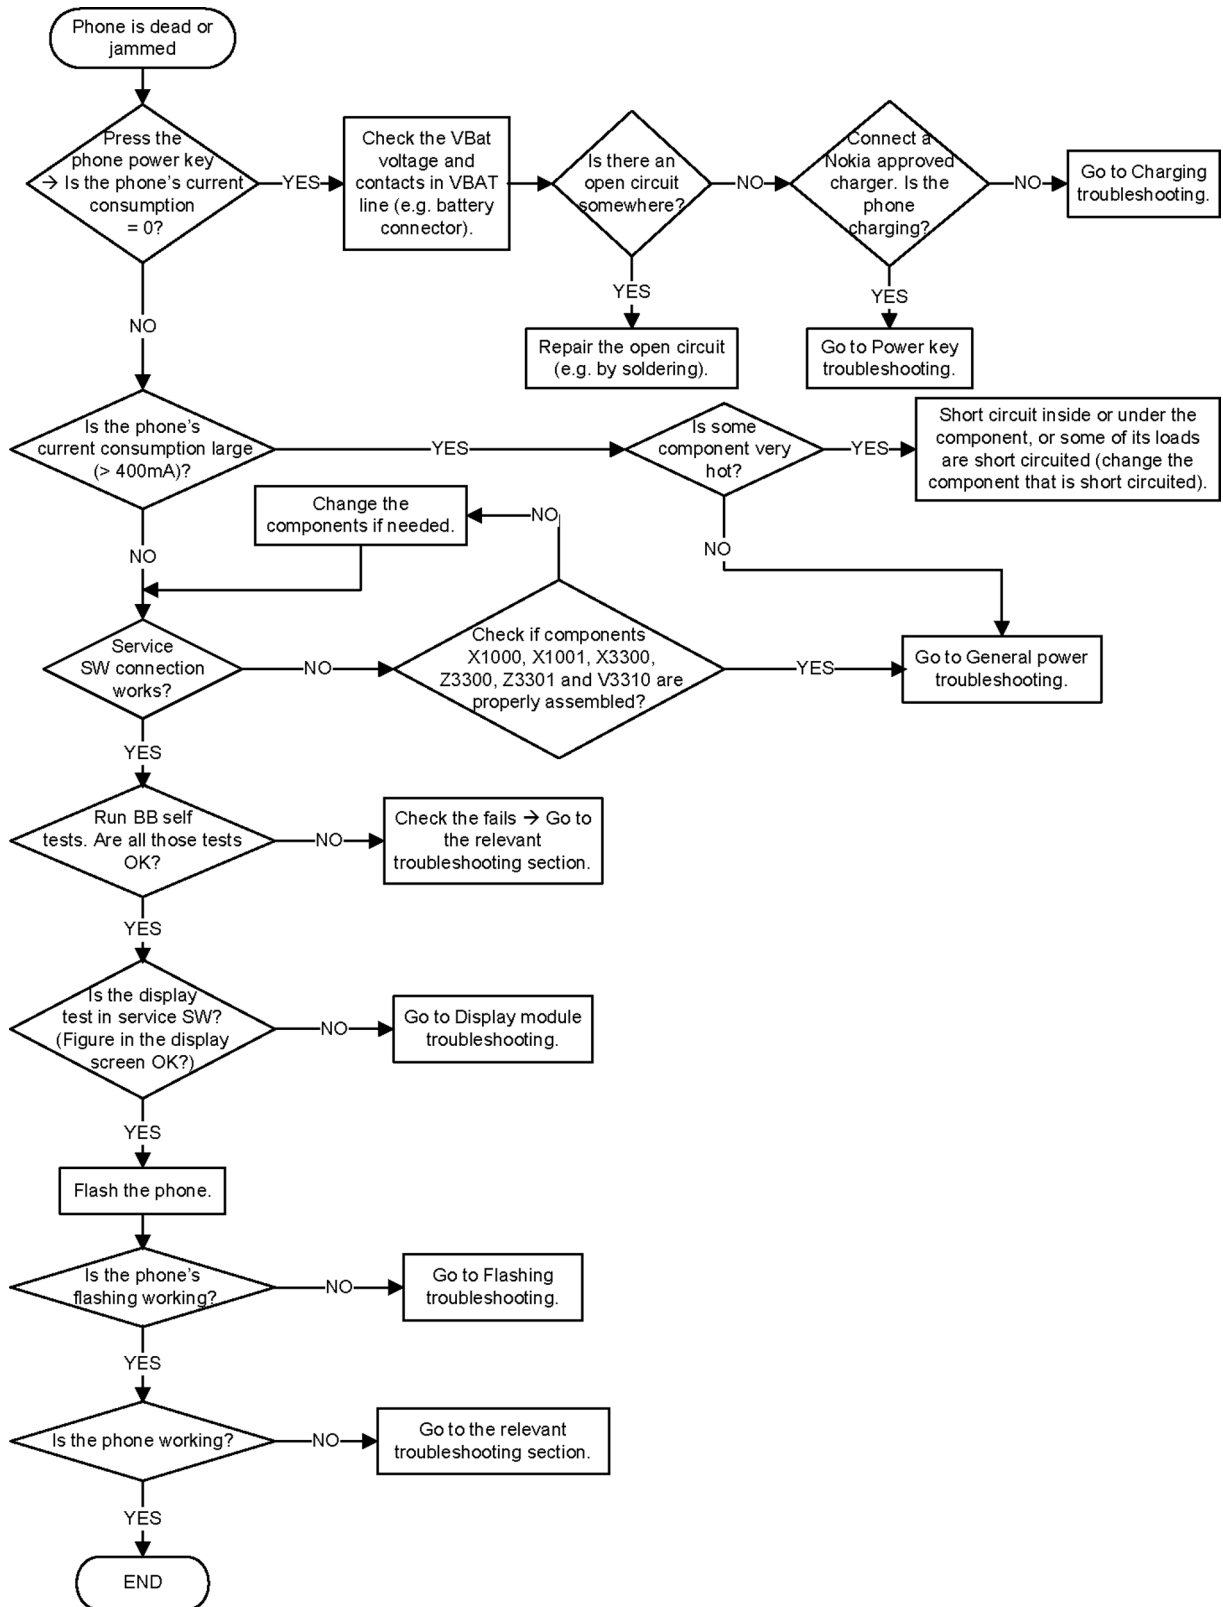 Phone is dead or
jammed
Press the
phone power key
→ Is the phone's current
consumption
= 0?
YES
Check the VBat
voltage and
contacts in VBAT
line (e.g. battery
connector).
Is there an
open circuit
somewhere?
NO
Connect a
Nokia approved
charger. Is the
phone
charging?
NO
Go to Charging
troubleshooting.
YES
Repair the open circuit
(e.g. by soldering).
YES
Go to Power key
troubleshooting.
NO
Is the phone's
current consumption large
(> 400mA)?
YES
Is some
component very
hot?
YES
Short circuit inside or under the
component, or some of its loads
are short circuited (change the
component that is short circuited).
Change the
components if needed.
NO
NO
NO
Service
SW connection
works?
NO
Check if components
X1000, X1001, X3300,
Z3300, Z3301 and V3310 are
properly assembled?
YES
Go to General power
troubleshooting.
YES
Run BB self
tests. Are all those tests
OK?
NO
Check the fails → Go to
the relevant
troubleshooting section.
YES
Is the display
test in service SW?
(Figure in the display
screen OK?)
NO
Go to Display module
troubleshooting.
YES
Flash the phone.
Is the phone's
flashing working?
NO
Go to Flashing
troubleshooting.
YES
Is the phone working?
NO
Go to the relevant
troubleshooting section.
YES
END